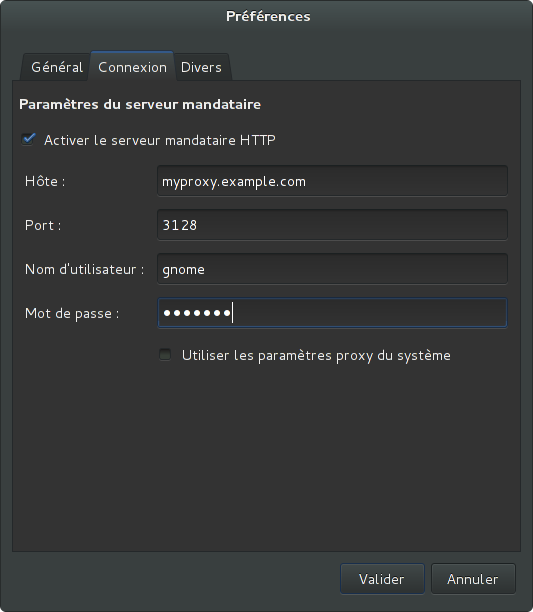 Préférences
Général Connexion Divers
Paramètres du serveur mandataire
Activer le serveur mandataire HTTP
Hôte : myproxy.example.com
Port : 3128
Nom d'utilisateur : gnome
Mot de passe : •••••••
Utiliser les paramètres proxy du système
Valider Annuler